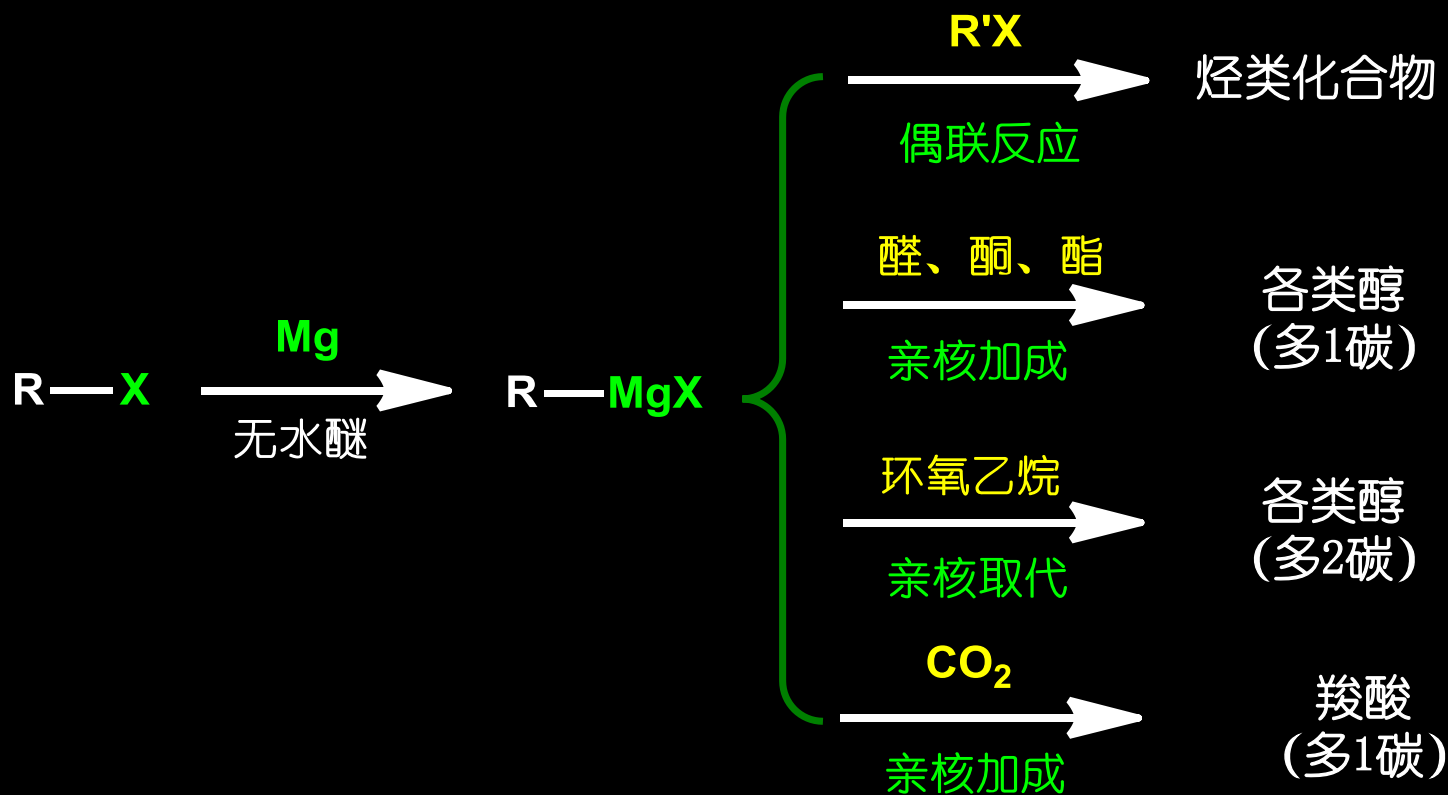 R'X
烃类化合物
偶联反应
醛、酮、酯
各类醇
(多1碳)
亲核加成
Mg
R—X
R—MgX
无水醚
环氧乙烷
各类醇
(多2碳)
亲核取代
CO₂
羧酸
(多1碳)
亲核加成